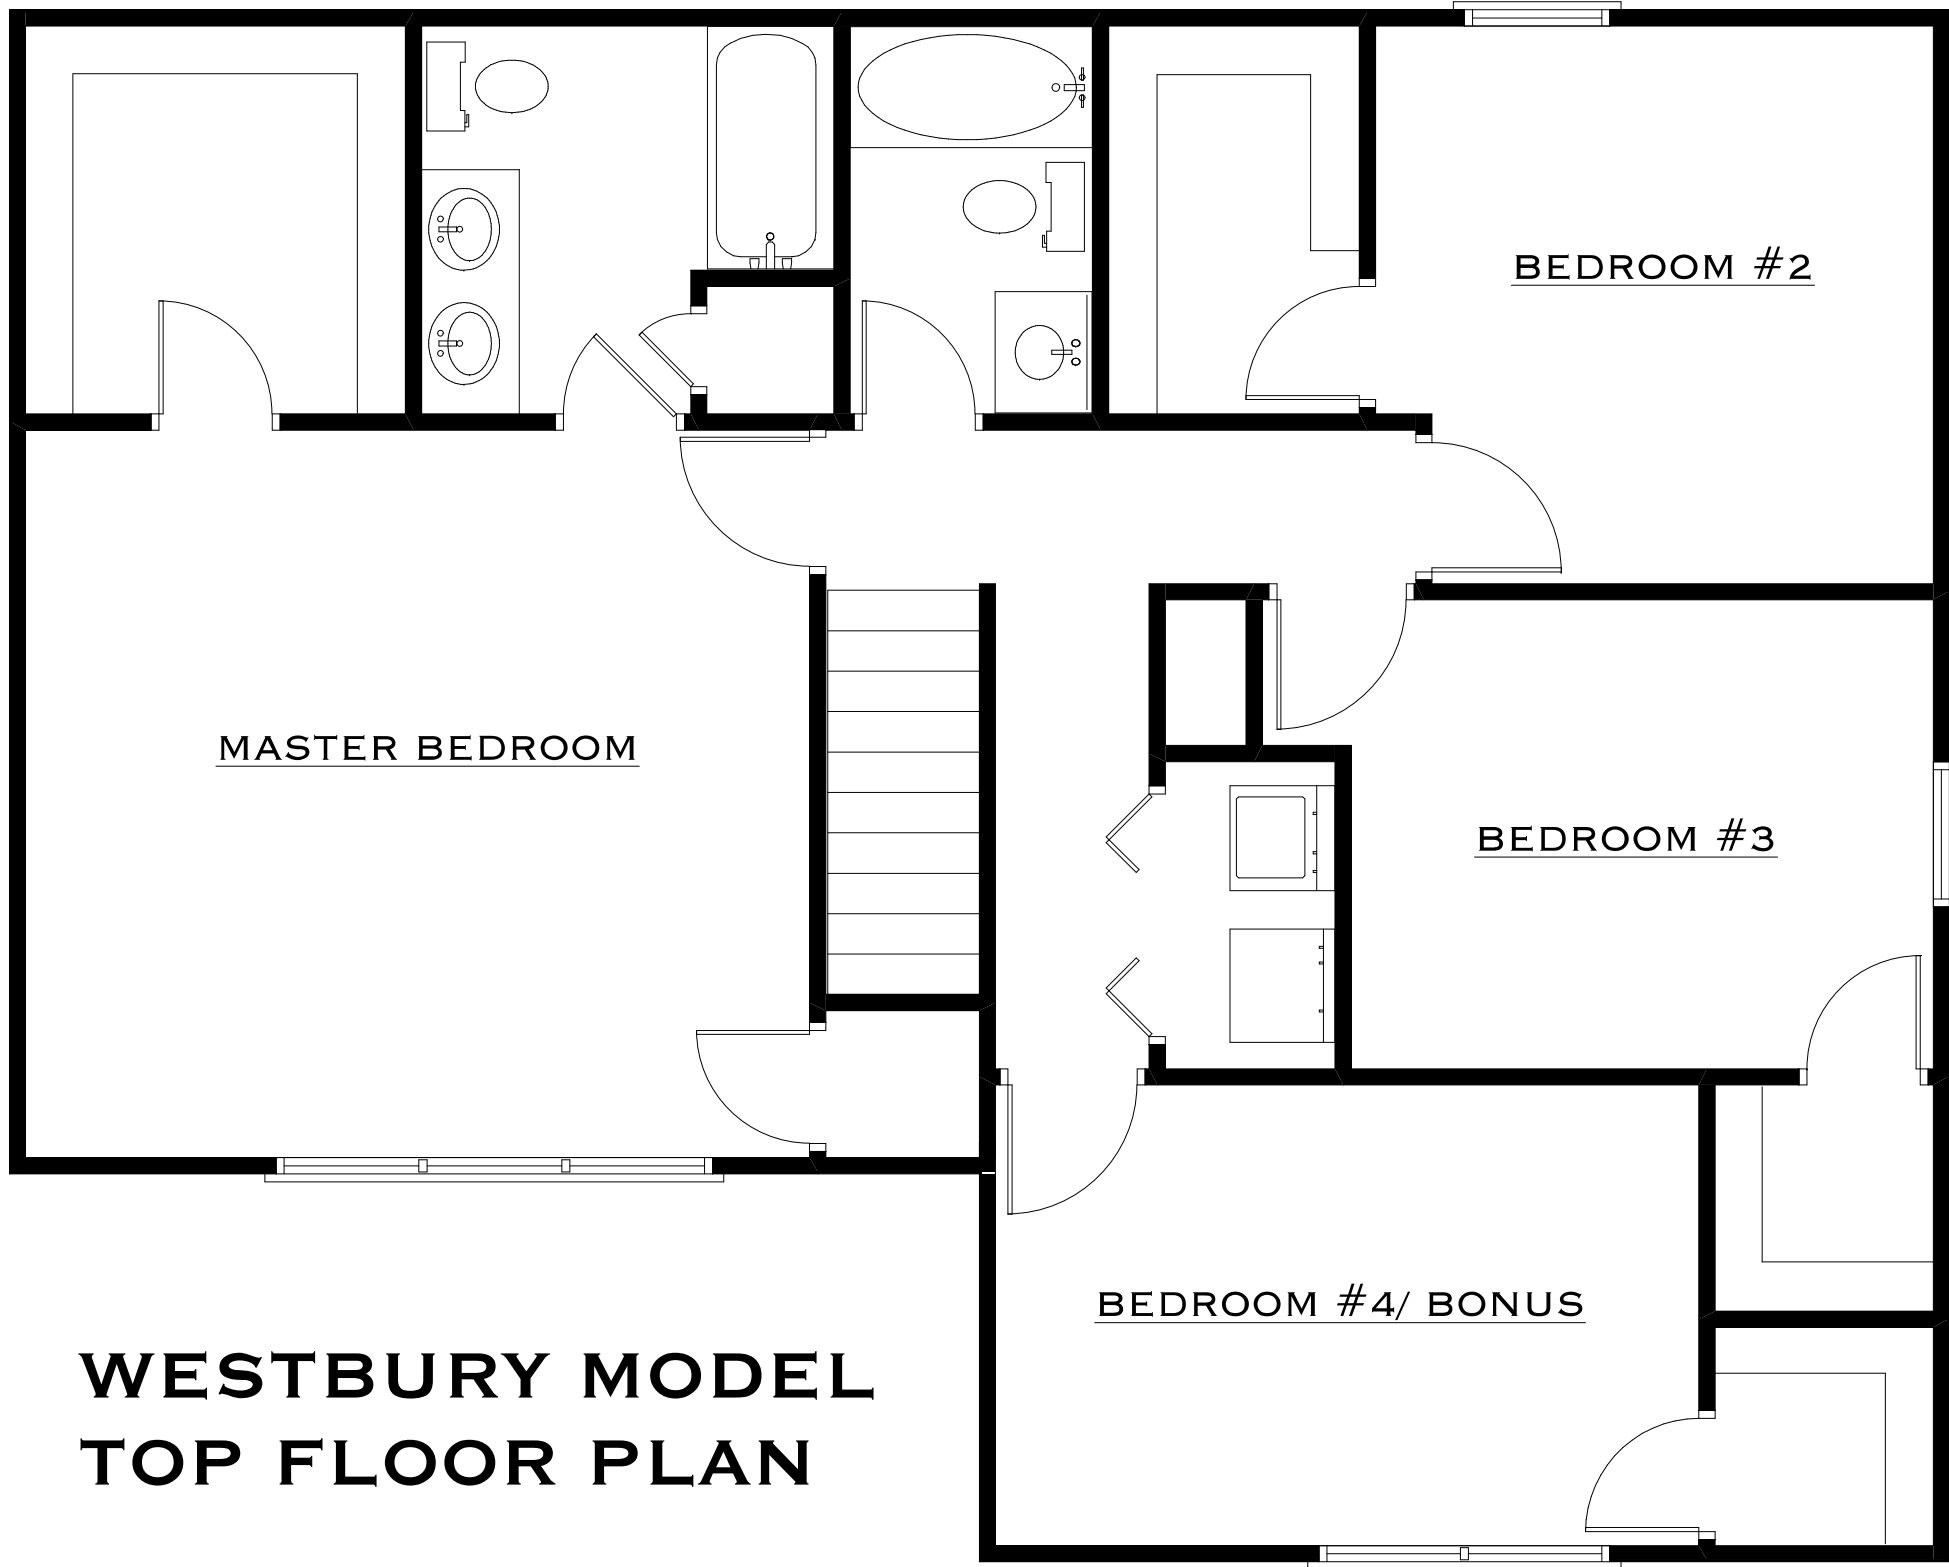 BEDROOM #2
MASTER BEDROOM
BEDROOM #3
BEDROOM #4/ BONUS
WESTBURY MODEL
TOP FLOOR PLAN